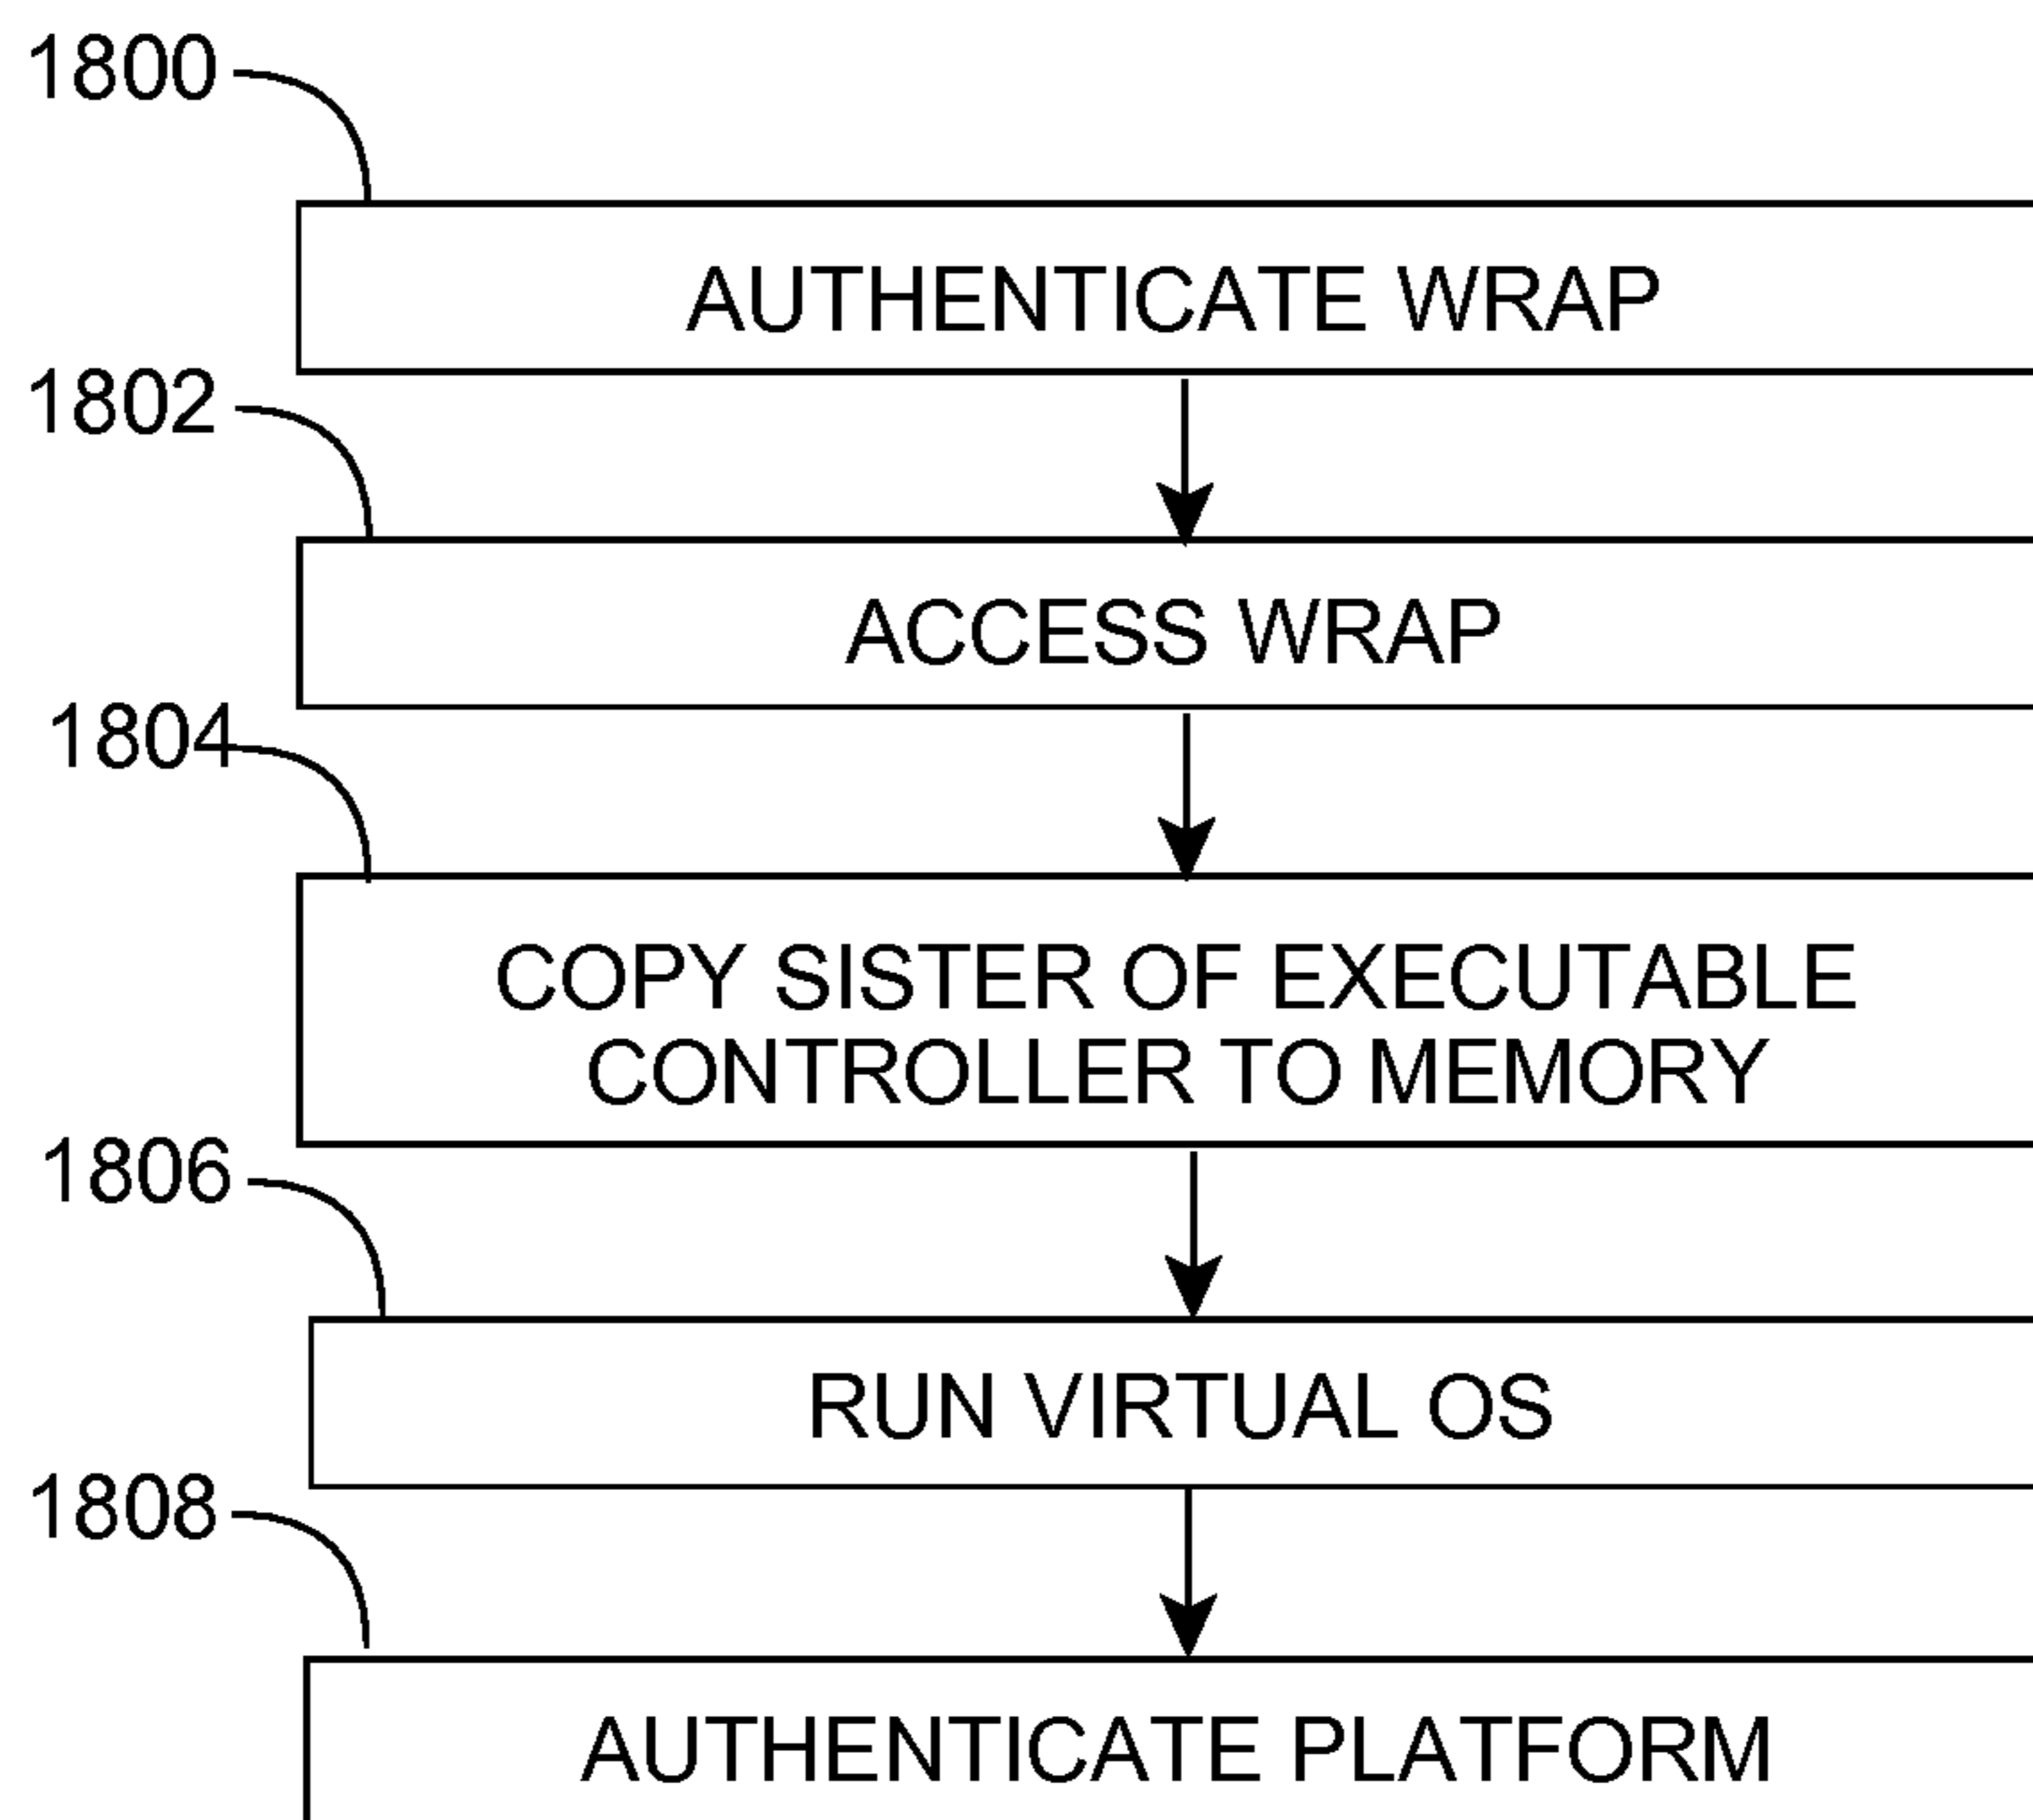 1800
AUTHENTICATE WRAP
1802
ACCESS WRAP
1804
COPY SISTER OF EXECUTABLE
CONTROLLER TO MEMORY
1806
RUN VIRTUAL OS
1808
AUTHENTICATE PLATFORM